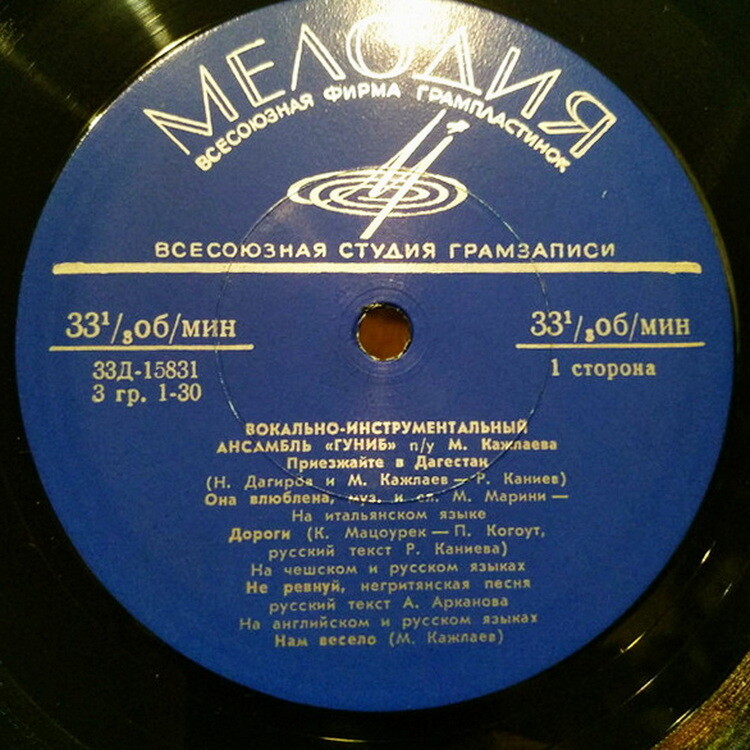 МЕЛОДИЯ
ВСЕСОЮЗНАЯ ФИРМА ГРАМПЛАСТИНОК
ВСЕСОЮЗНАЯ СТУДИЯ ГРАМЗАПИСИ
33¹/₃об/мин
33¹/₃об/мин
33Д-15831
3 гр. 1-30
1 сторона
ВОКАЛЬНО-ИНСТРУМЕНТАЛЬНЫЙ
АНСАМБЛЬ «ГУНИБ» п/у М. Кажлаева
Приезжайте в Дагестан
(Н. Дагиров и М. Кажлаев — Р. Каниев)
Она влюблена, муз. и сл. М. Марини —
На итальянском языке
Дороги (К. Мацоурек — П. Когоут,
русский текст Р. Каниева)
На чешском и русском языках
Не ревнуй, негритянская песня
русский текст А. Арканова
На английском и русском языках
Нам весело (М. Кажлаев)